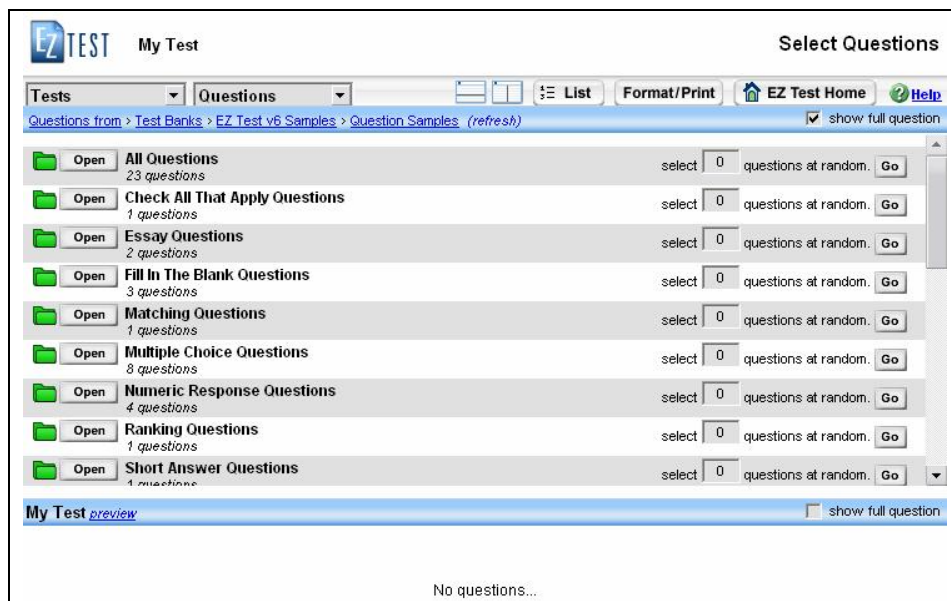 EZ TEST My Test Select Questions
Tests Questions List Format/Print EZ Test Home Help
Questions from > Test Banks > EZ Test v6 Samples > Question Samples (refresh) show full question
Open All Questions select 0 questions at random. Go
23 questions
Open Check All That Apply Questions select 0 questions at random. Go
1 questions
Open Essay Questions select 0 questions at random. Go
2 questions
Open Fill In The Blank Questions select 0 questions at random. Go
3 questions
Open Matching Questions select 0 questions at random. Go
1 questions
Open Multiple Choice Questions select 0 questions at random. Go
8 questions
Open Numeric Response Questions select 0 questions at random. Go
4 questions
Open Ranking Questions select 0 questions at random. Go
1 questions
Open Short Answer Questions select 0 questions at random. Go
1 questions
My Test preview show full question
No questions...